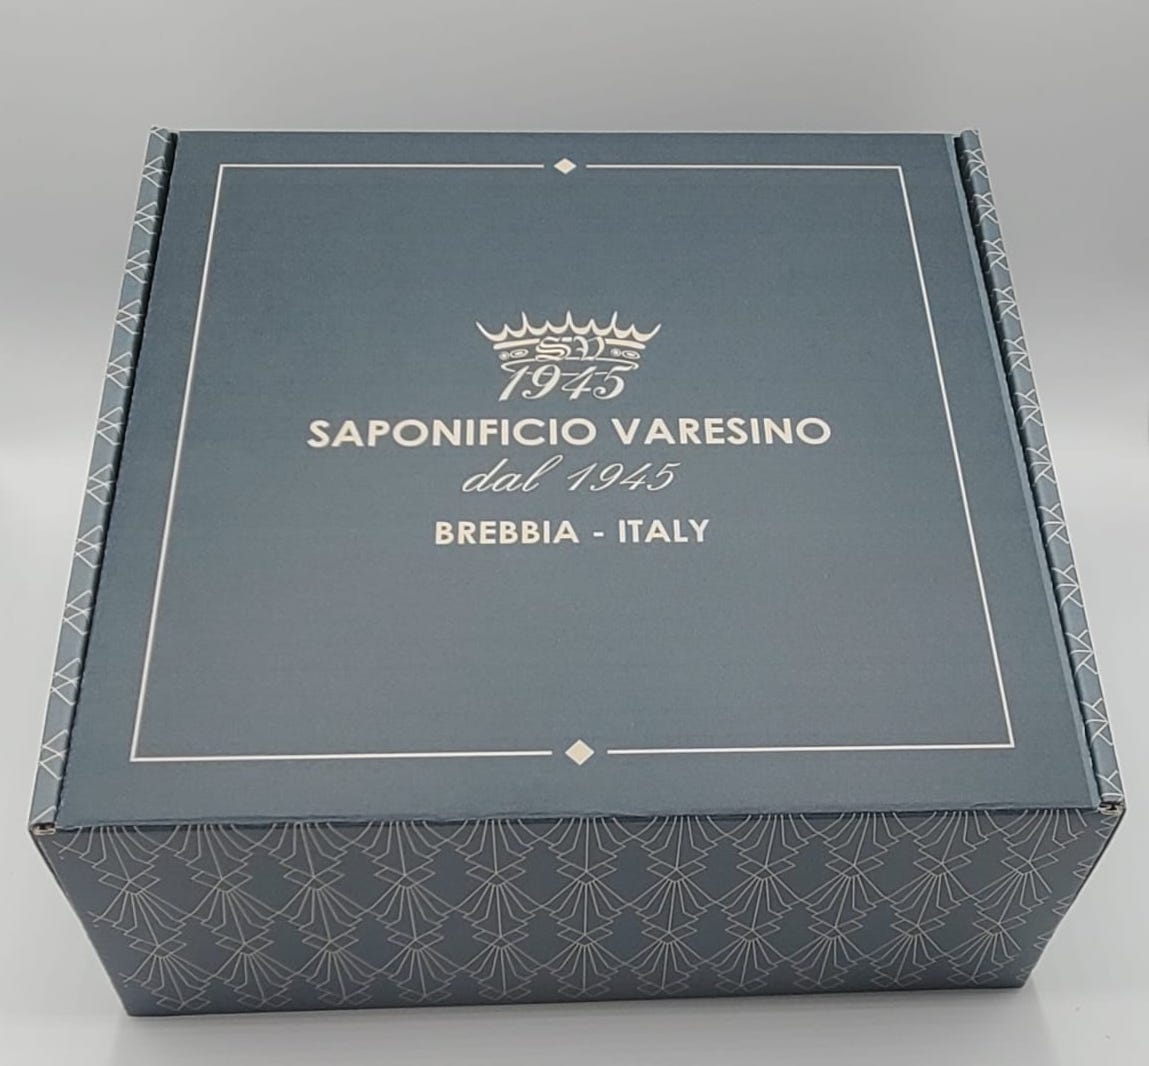 SV
1945
SAPONIFICIO VARESINO
dal 1945
BREBBIA - ITALY